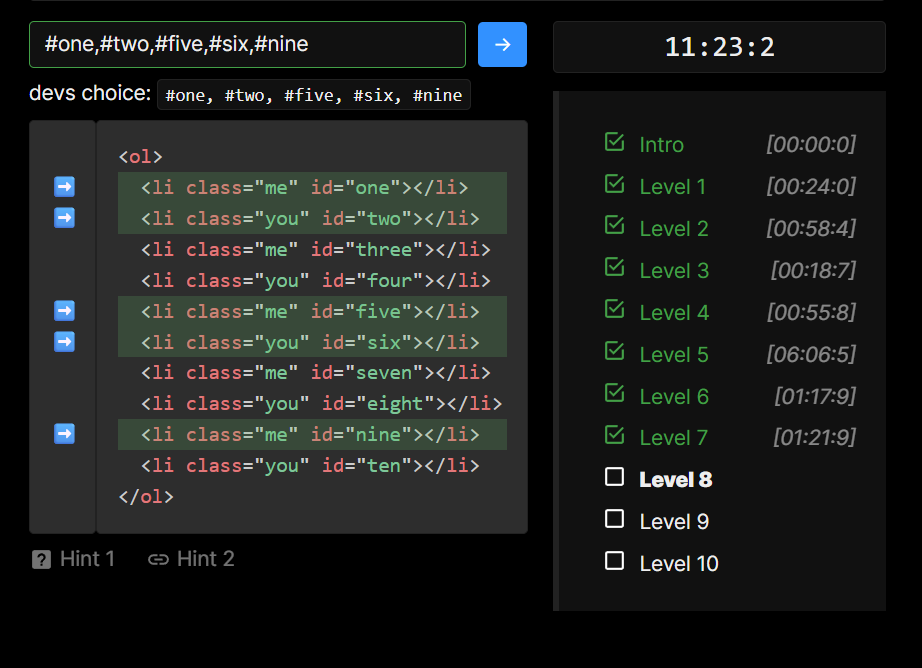 #one,#two,#five,#six,#nine
devs choice: #one, #two, #five, #six, #nine
<ol>
<li class="me" id="one"></li>
<li class="you" id="two"></li>
<li class="me" id="three"></li>
<li class="you" id="four"></li>
<li class="me" id="five"></li>
<li class="you" id="six"></li>
<li class="me" id="seven"></li>
<li class="you" id="eight"></li>
<li class="me" id="nine"></li>
<li class="you" id="ten"></li>
</ol>
Hint 1 Hint 2
11:23:2
Intro [00:00:0]
Level 1 [00:24:0]
Level 2 [00:58:4]
Level 3 [00:18:7]
Level 4 [00:55:8]
Level 5 [06:06:5]
Level 6 [01:17:9]
Level 7 [01:21:9]
Level 8
Level 9
Level 10